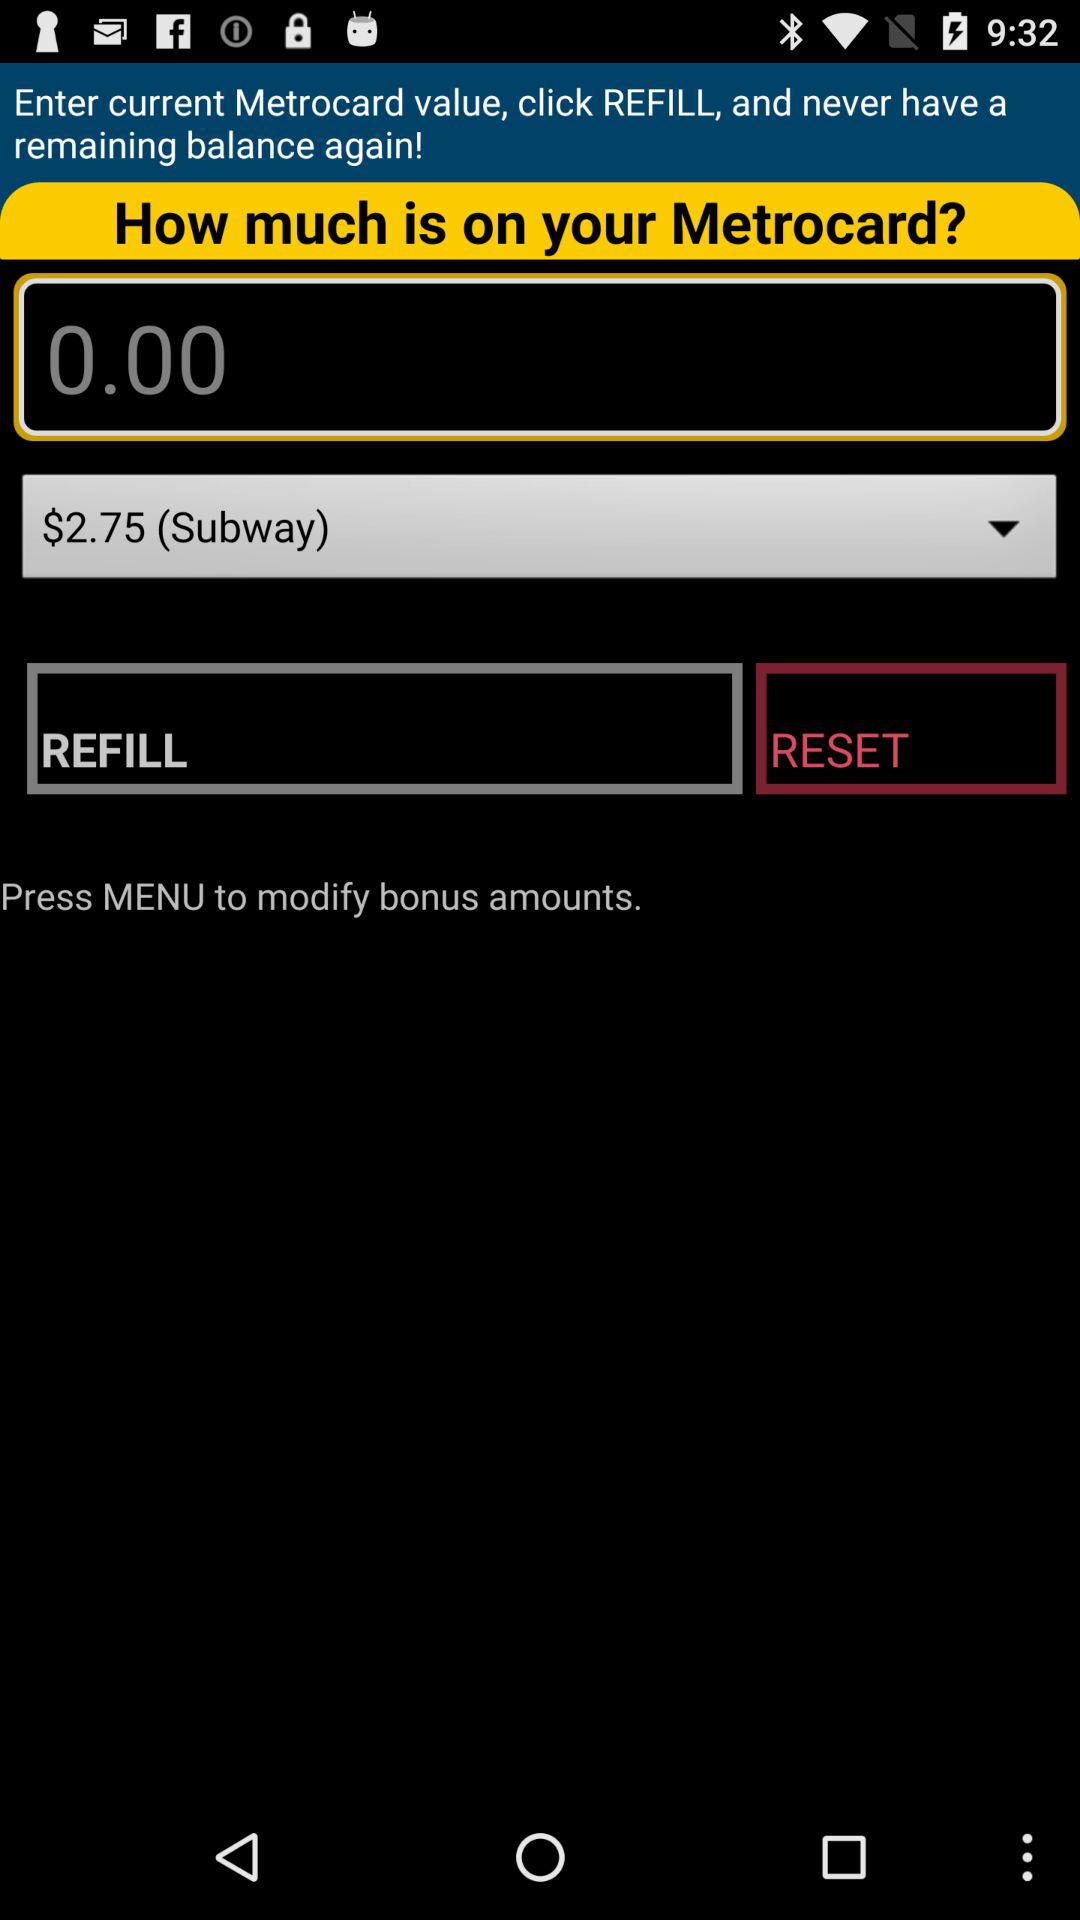 9:32
Enter current Metrocard value, click REFILL, and never have a
remaining balance again!
How much is on your Metrocard?
0.00
$2.75 (Subway)
REFILL
RESET
Press MENU to modify bonus amounts.